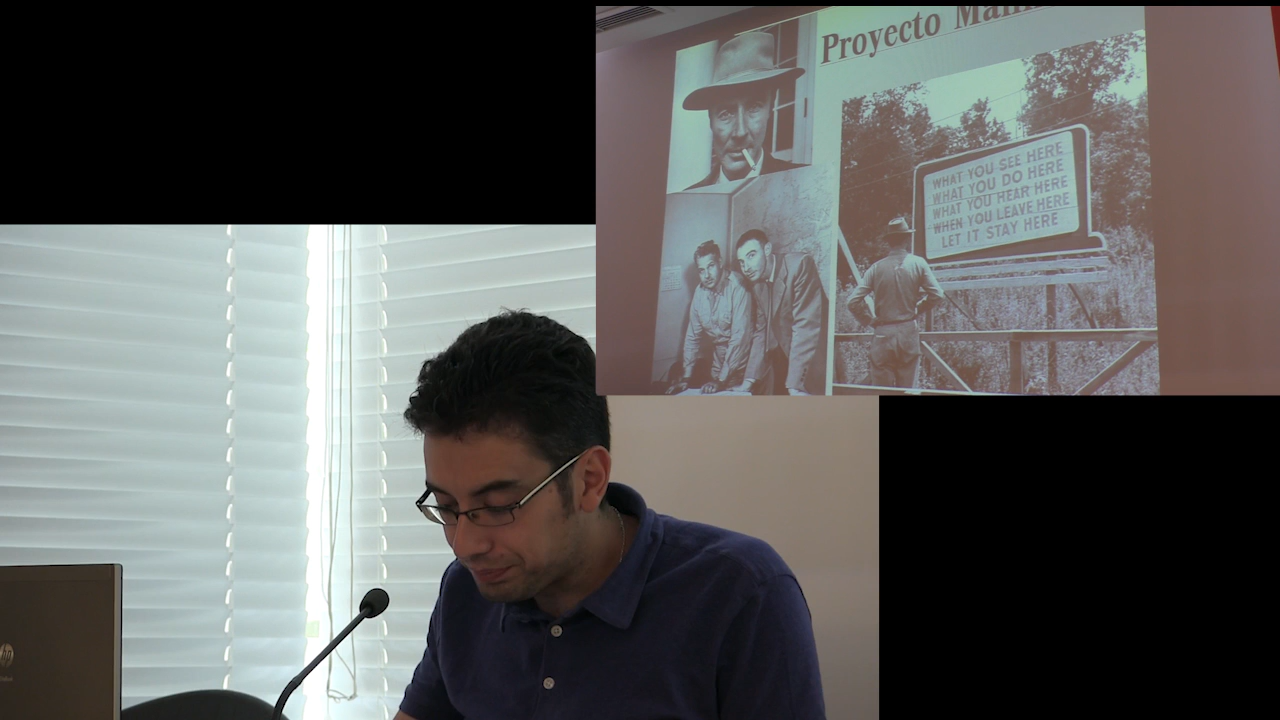 Proyecto
WHAT YOU SEE HERE
WHAT YOU DO HERE
WHAT YOU HEAR HERE
WHEN YOU LEAVE HERE
LET IT STAY HERE
hp